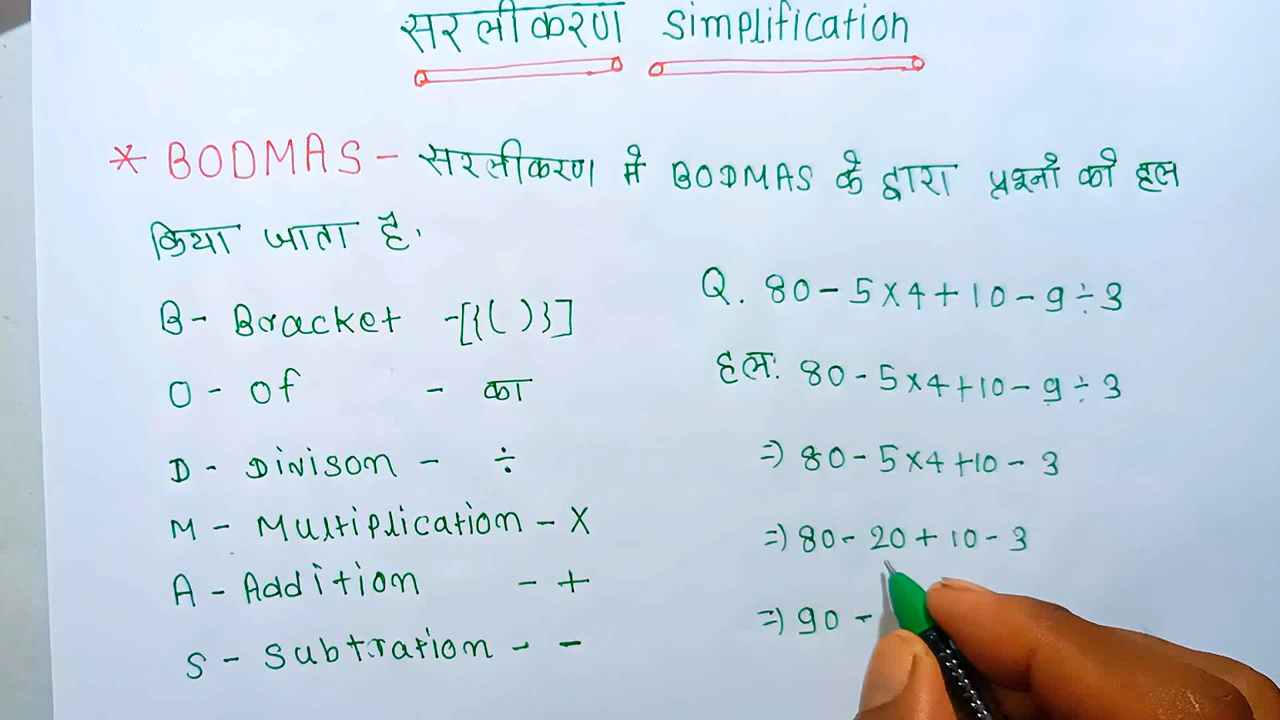 सरलीकरण simplification
* BODMAS - सरलीकरण में BODMAS के द्वारा प्रश्नों को हल
किया जाता है.
B - Bracket - [{( )}]
O - of - का
D - Divison - ÷
M - Multiplication - X
A - Addition - +
S - Subtration - -
Q. 80 - 5 X 4 + 10 - 9 ÷ 3
हल: 80 - 5 X 4 + 10 - 9 ÷ 3
=) 80 - 5 X 4 + 10 - 3
=) 80 - 20 + 10 - 3
=) 90 -